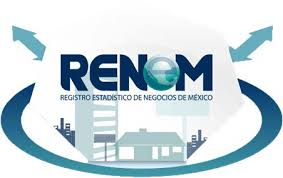 RENEM
REGISTRO ESTADÍSTICO DE NEGOCIOS DE MÉXICO